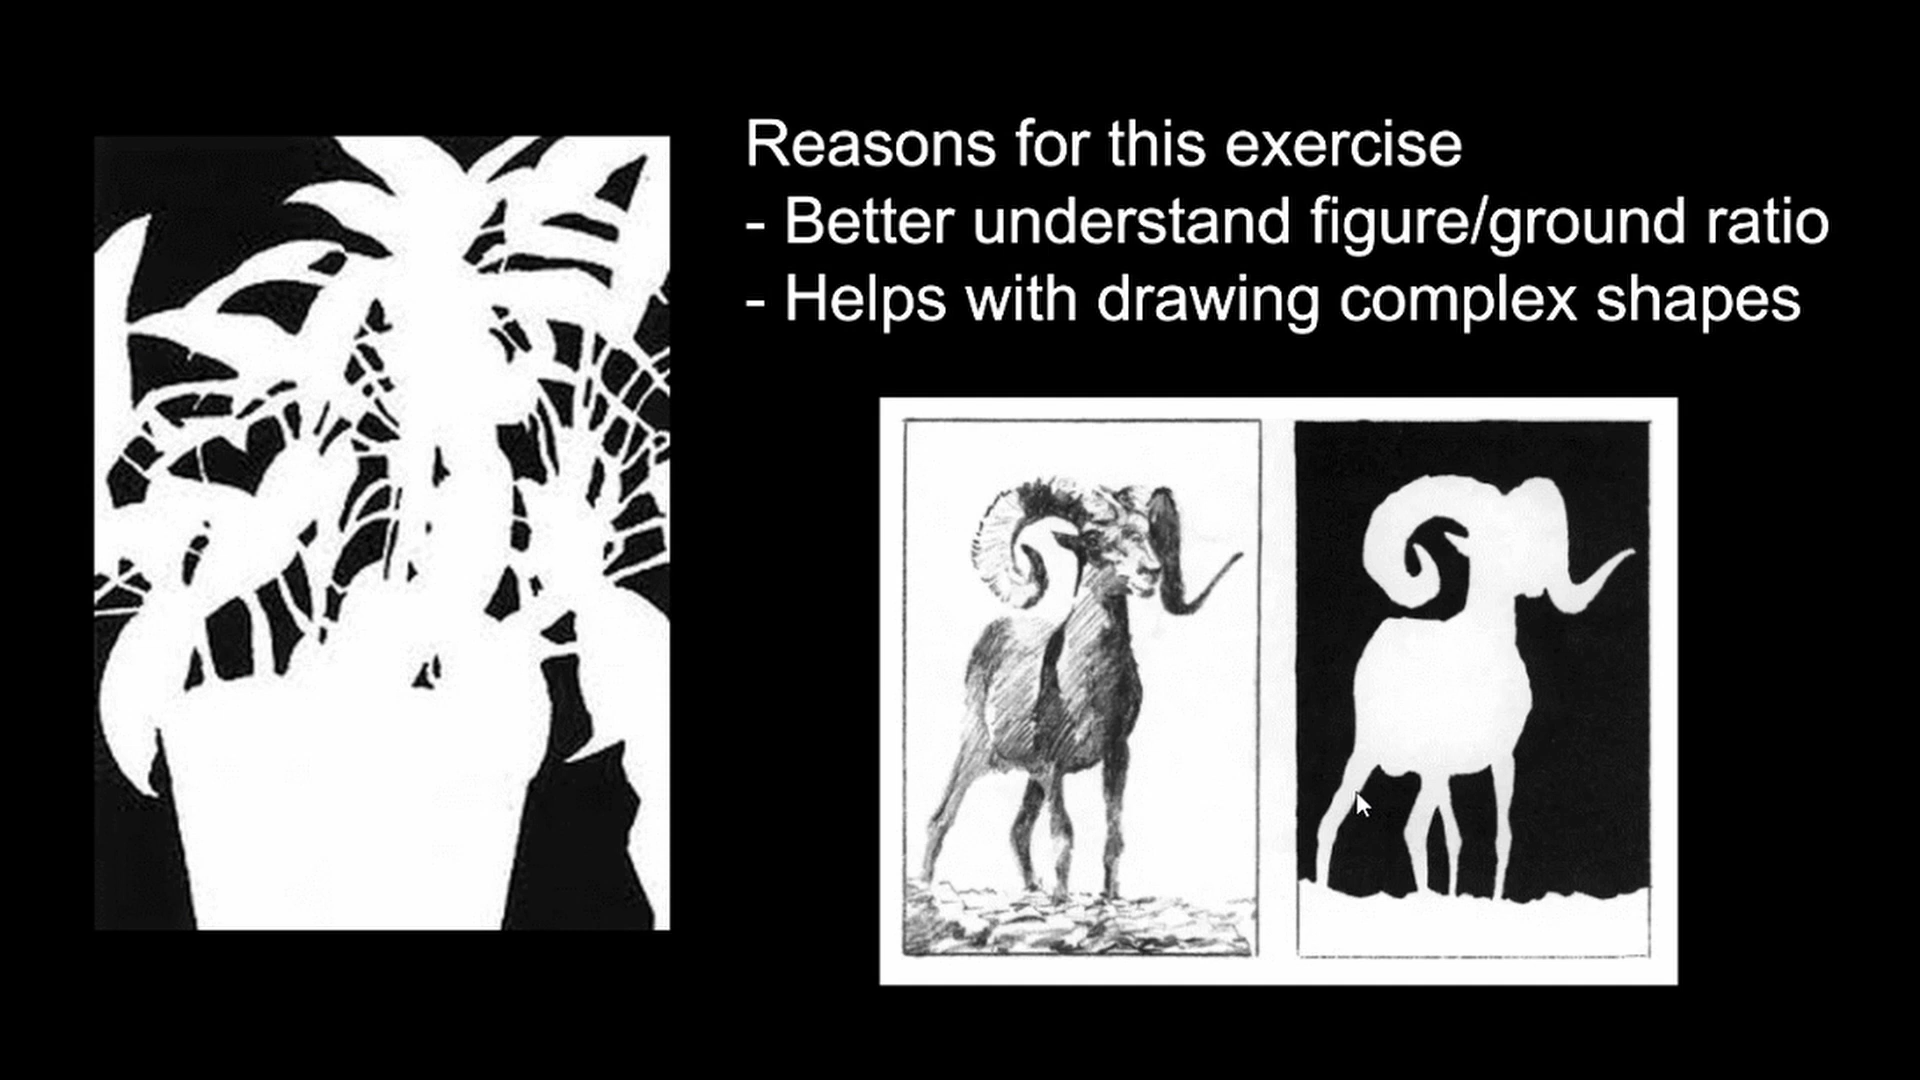 Reasons for this exercise
- Better understand figure/ground ratio
- Helps with drawing complex shapes